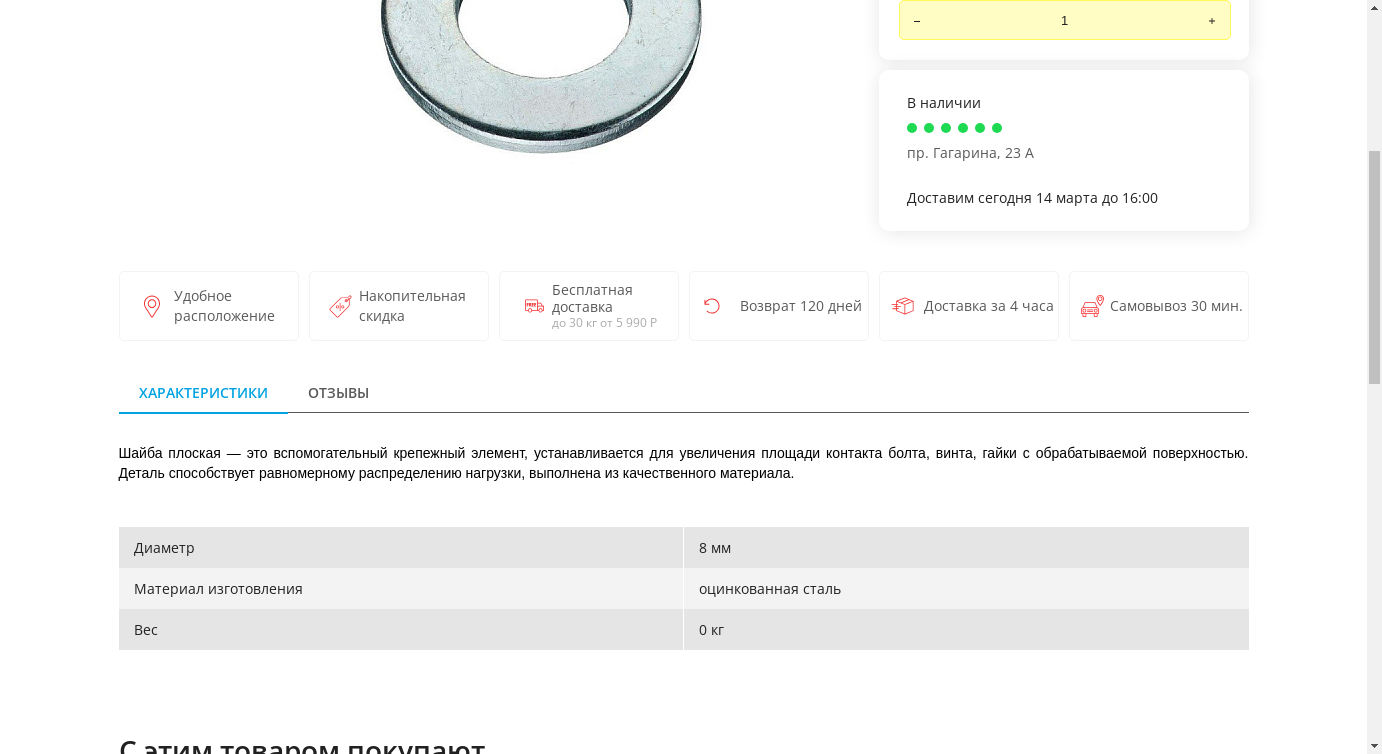 –
1
+
В наличии
пр. Гагарина, 23 А
Доставим сегодня 14 марта до 16:00
Удобное
расположение
Накопительная
скидка
Бесплатная
доставка
до 30 кг от 5 990 Р
Возврат 120 дней
Доставка за 4 часа
Самовывоз 30 мин.
ХАРАКТЕРИСТИКИ
ОТЗЫВЫ
Шайба плоская — это вспомогательный крепежный элемент, устанавливается для увеличения площади контакта болта, винта, гайки с обрабатываемой поверхностью.
Деталь способствует равномерному распределению нагрузки, выполнена из качественного материала.
Диаметр 8 мм
Материал изготовления оцинкованная сталь
Вес 0 кг
С этим товаром покупают